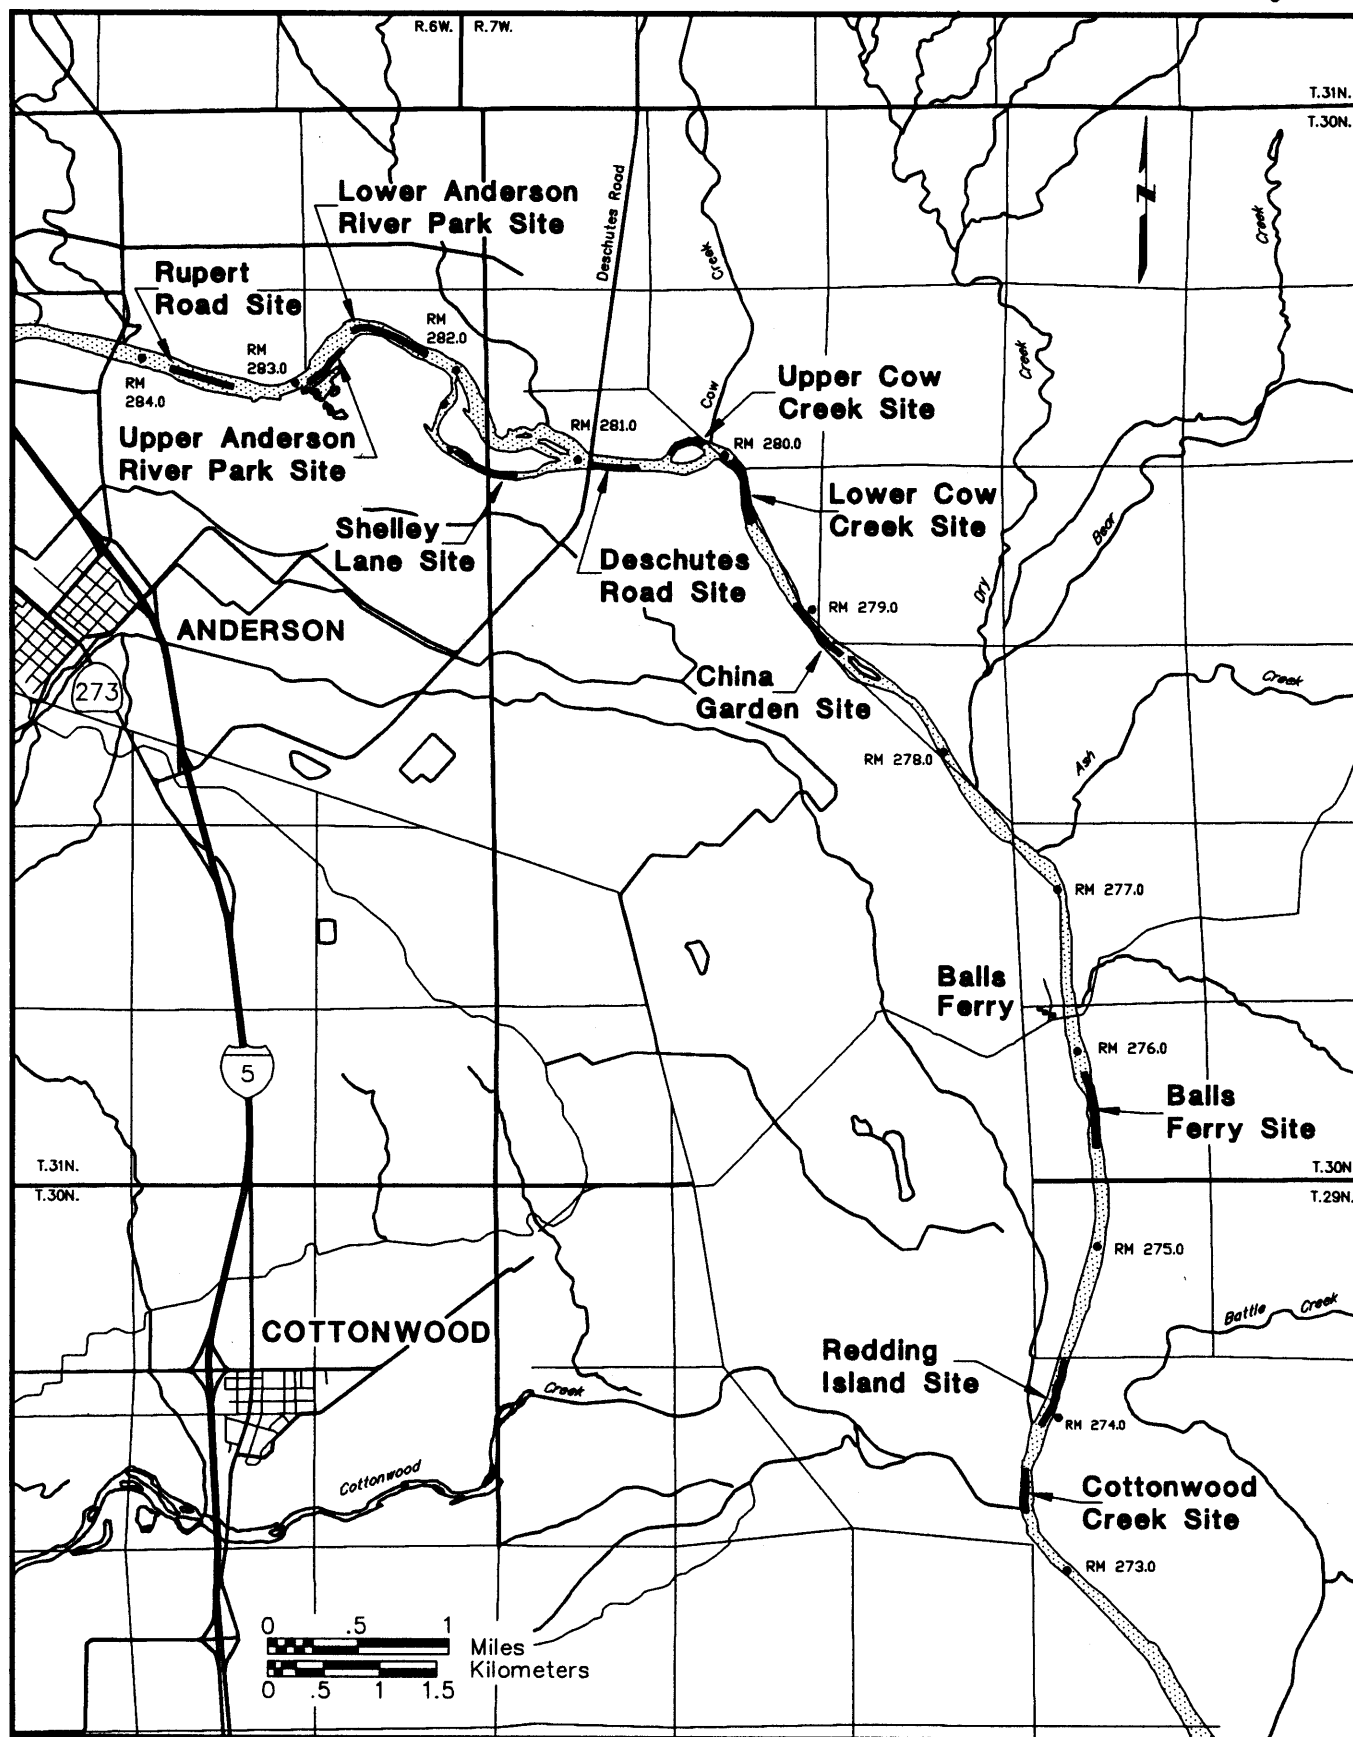 R.6W.
R.7W.
T.31N.
T.30N.
Lower Anderson
River Park Site
Deschutes Road
Creek
Cow
Creek
Rupert
Road Site
RM
282.0
RM
283.0
RM
284.0
Creek
Upper Cow
Creek Site
Upper Anderson
River Park Site
RM 281.0
RM 280.0
Lower Cow
Creek Site
Bear
Shelley
Lane Site
Deschutes
Road Site
Dry
RM 279.0
ANDERSON
273
China
Garden Site
Creek
Ash
RM 278.0
RM 277.0
Balls
Ferry
RM 276.0
5
Balls
Ferry Site
T.31N.
T.30N.
T.30N.
T.29N.
RM 275.0
Battle Creek
COTTONWOOD
Redding
Island Site
Creek
RM 274.0
Cottonwood
Cottonwood
Creek Site
RM 273.0
0 .5 1
Miles
Kilometers
0 .5 1 1.5